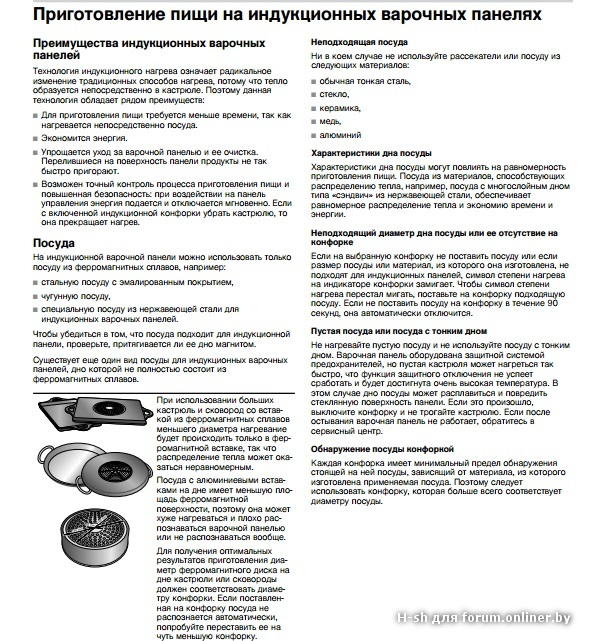 Приготовление пищи на индукционных варочных панелях
Преимущества индукционных варочных
панелей
Технология индукционного нагрева означает радикальное
изменение традиционных способов нагрева, потому что тепло
образуется непосредственно в кастрюле. Поэтому данная
технология обладает рядом преимуществ:
■ Для приготовления пищи требуется меньше времени, так как
нагревается непосредственно посуда.
■ Экономится энергия.
■ Упрощается уход за варочной панелью и ее очистка.
Перелившиеся на поверхность панели продукты не так
быстро пригорают.
■ Возможен точный контроль процесса приготовления пищи и
повышенная безопасность: при воздействии на панель
управления энергия подается и отключается мгновенно. Если
с включенной индукционной конфорки убрать кастрюлю, то
она прекращает нагрев.
Посуда
На индукционной варочной панели можно использовать только
посуду из ферромагнитных сплавов, например:
■ стальную посуду с эмалированным покрытием,
■ чугунную посуду,
■ специальную посуду из нержавеющей стали для
индукционных варочных панелей.
Чтобы убедиться в том, что посуда подходит для индукционной
панели, проверьте, притягивается ли ее дно магнитом.
Существует еще один вид посуды для индукционных варочных
панелей, дно которой не полностью состоит из
ферромагнитных сплавов.
При использовании больших
кастрюль и сковород со встав-
кой из ферромагнитных сплавов
меньшего диаметра нагревание
будет происходить только в фер-
ромагнитной вставке, так что
распределение тепла может ока-
заться неравномерным.
Посуда с алюминиевыми встав-
ками на дне имеет меньшую пло-
щадь ферромагнитной
поверхности, поэтому она может
хуже нагреваться и плохо рас-
познаваться варочной панелью
или не распознаваться вообще.
Для получения оптимальных
результатов приготовления диа-
метр ферромагнитного диска на
дне кастрюли или сковороды
должен соответствовать диаме-
тру конфорки. Если поставлен-
ная на конфорку посуда не
распознается автоматически,
попробуйте переставить ее на
чуть меньшую конфорку.
Неподходящая посуда
Ни в коем случае не используйте рассекатели или посуду из
следующих материалов:
■ обычная тонкая сталь,
■ стекло,
■ керамика,
■ медь,
■ алюминий
Характеристики дна посуды
Характеристики дна посуды могут повлиять на равномерность
приготовления пищи. Посуда из материалов, способствующих
распределению тепла, например, посуда с многослойным дном
типа «сэндвич» из нержавеющей стали, обеспечивает
равномерное распределение тепла и экономию времени и
энергии.
Неподходящий диаметр дна посуды или ее отсутствие на
конфорке
Если на выбранную конфорку не поставить посуду или если
размер посуды или материал, из которого она изготовлена, не
подходят для индукционных панелей, символ степени нагрева
на индикаторе конфорки замигает. Чтобы символ степени
нагрева перестал мигать, поставьте на конфорку подходящую
посуду. Если не поставить посуду на конфорку в течение 90
секунд, она автоматически отключится.
Пустая посуда или посуда с тонким дном
Не нагревайте пустую посуду и не используйте посуду с тонким
дном. Варочная панель оборудована защитной системой
предохранителей, но пустая кастрюля может нагреться так
быстро, что функция защитного отключения не успеет
сработать и будет достигнута очень высокая температура. В
этом случае дно посуды может расплавиться и повредить
стеклянную поверхность панели. Если это произошло,
выключите конфорку и не трогайте кастрюлю. Если после
остывания варочная панель не работает, обратитесь в
сервисный центр.
Обнаружение посуды конфоркой
Каждая конфорка имеет минимальный предел обнаружения
стоящей на ней посуды, зависящий от материала, из которого
изготовлена применяемая посуда. Поэтому следует
использовать конфорку, которая больше всего соответствует
диаметру посуды.
H-sh для forum.onliner.by